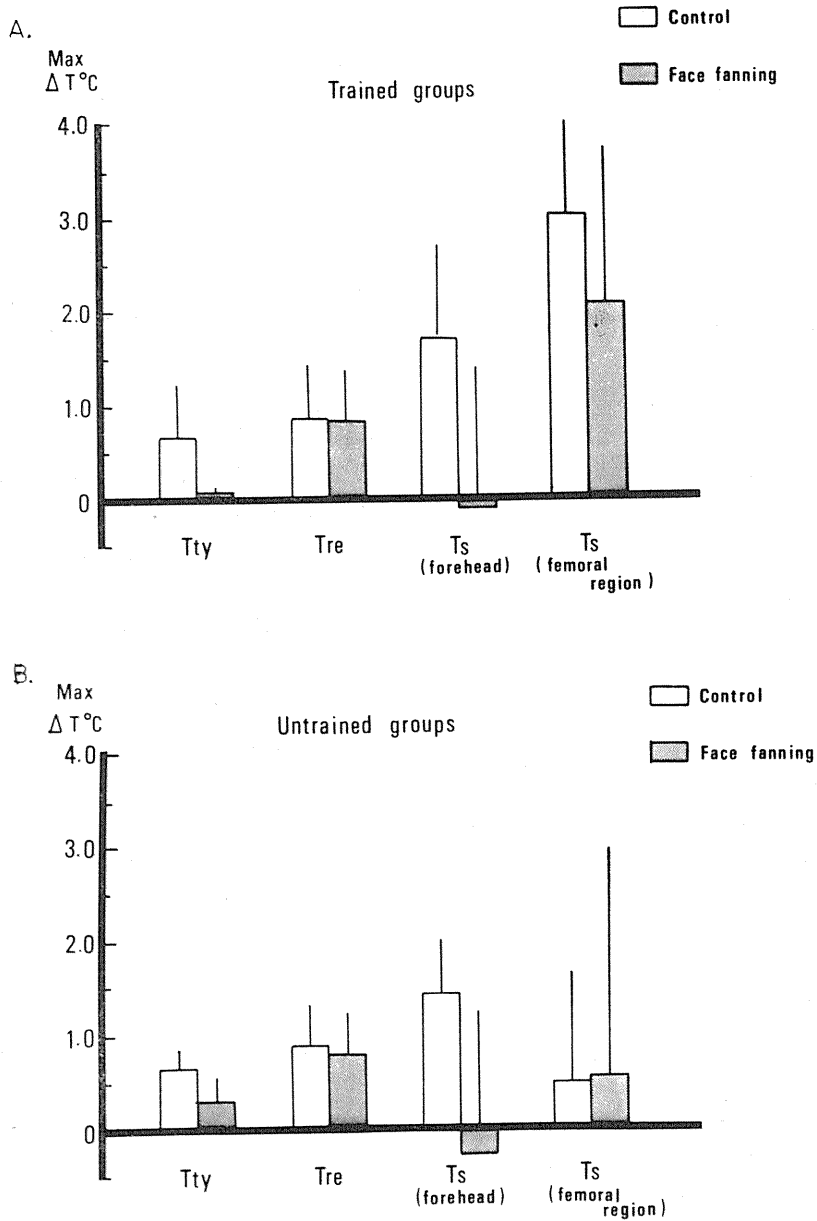 A.
Control
Face fanning
Max
Δ T°C
Trained groups
4.0
3.0
2.0
1.0
0
Tty
Tre
Ts
(forehead)
Ts
(femoral
region)
B.
Max
Δ T°C
Untrained groups
Control
Face fanning
4.0
3.0
2.0
1.0
0
Tty
Tre
Ts
(forehead)
Ts
(femoral
region)